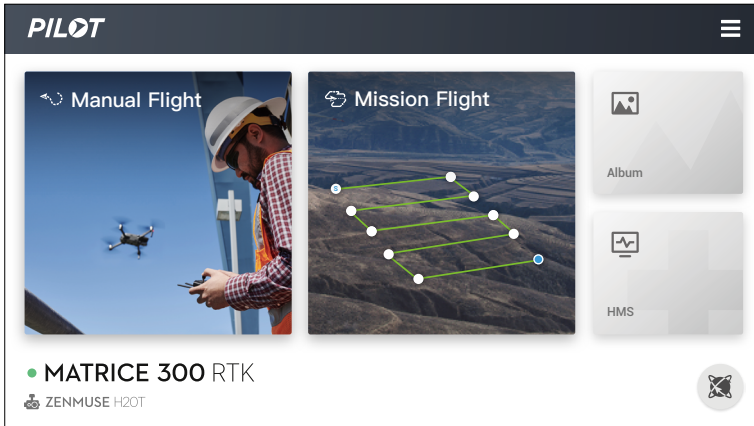 PILOT
Manual Flight
Mission Flight
S
Album
HMS
MATRICE 300 RTK
ZENMUSE H20T